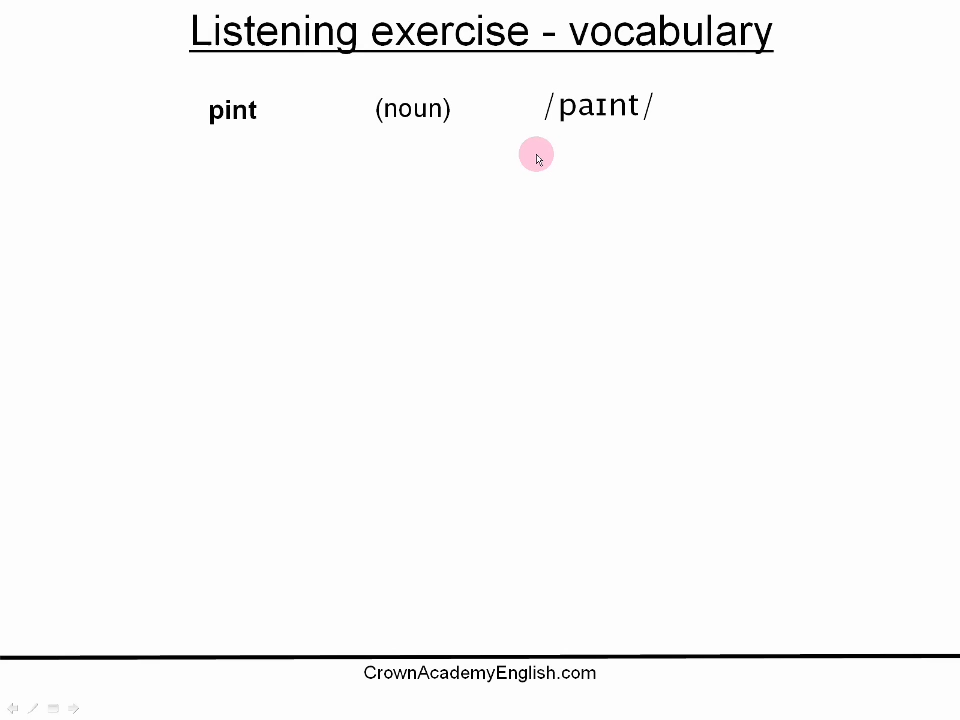 Listening exercise - vocabulary
pint (noun) /paɪnt/
CrownAcademyEnglish.com